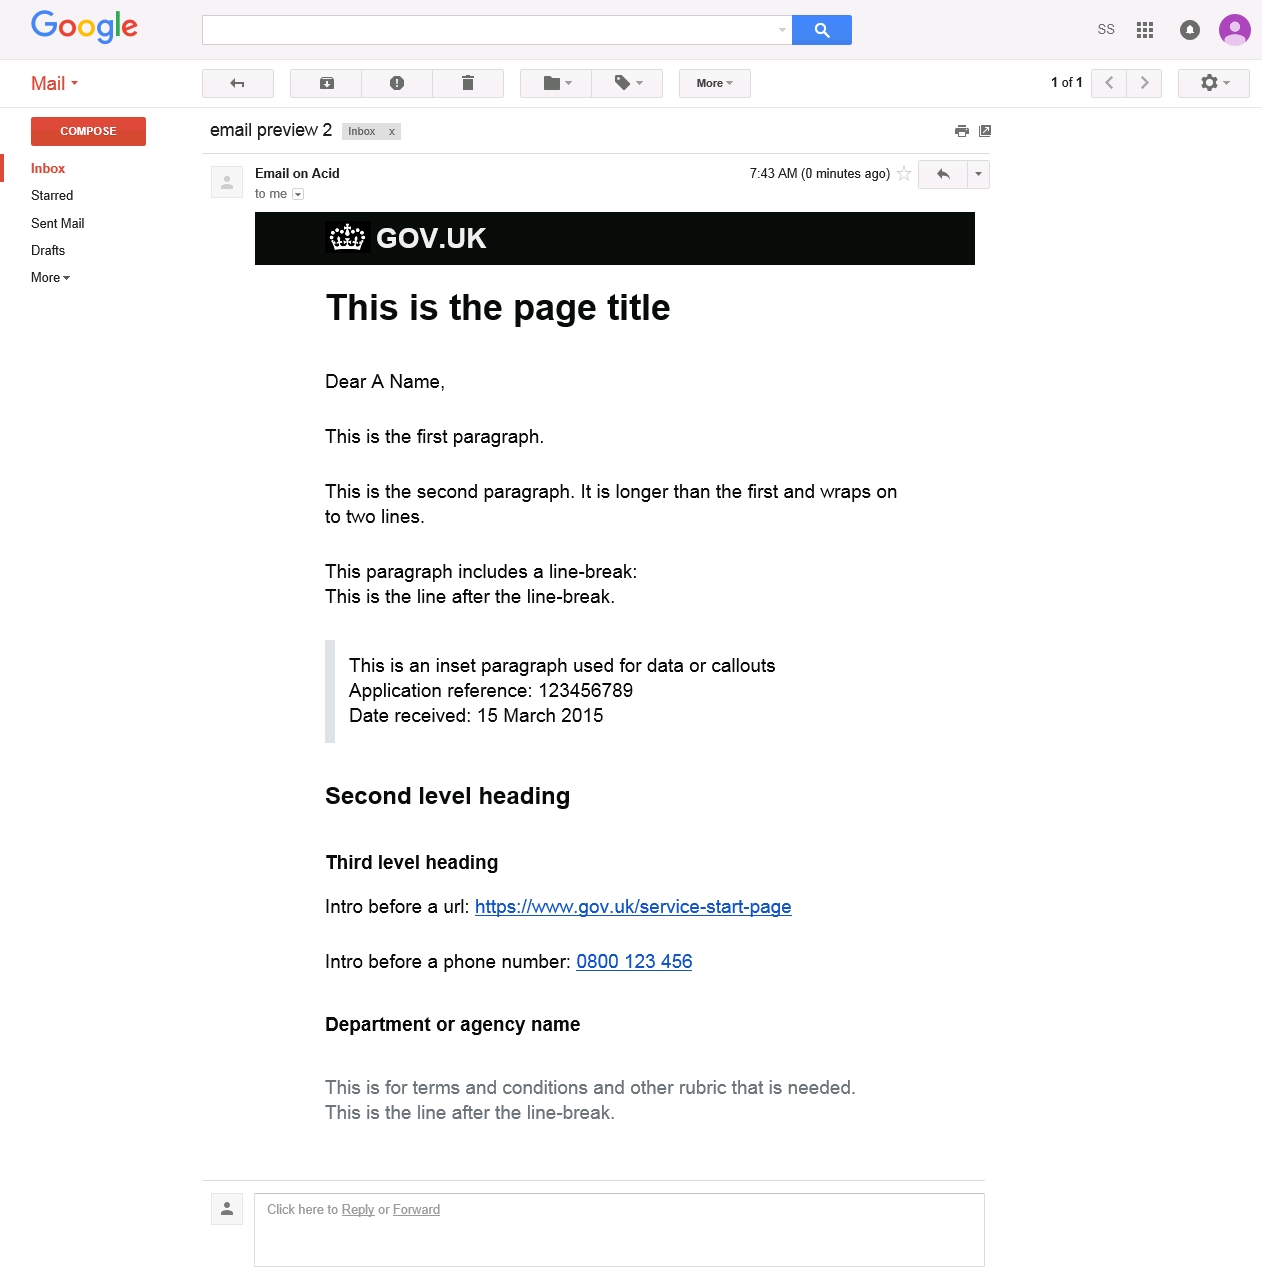 Google
SS
Mail
More
1 of 1
COMPOSE
email preview 2 Inbox x
Inbox
Starred
Sent Mail
Drafts
More
Email on Acid
7:43 AM (0 minutes ago)
to me
GOV.UK
This is the page title
Dear A Name,
This is the first paragraph.
This is the second paragraph. It is longer than the first and wraps on
to two lines.
This paragraph includes a line-break:
This is the line after the line-break.
This is an inset paragraph used for data or callouts
Application reference: 123456789
Date received: 15 March 2015
Second level heading
Third level heading
Intro before a url: https://www.gov.uk/service-start-page
Intro before a phone number: 0800 123 456
Department or agency name
This is for terms and conditions and other rubric that is needed.
This is the line after the line-break.
Click here to Reply or Forward